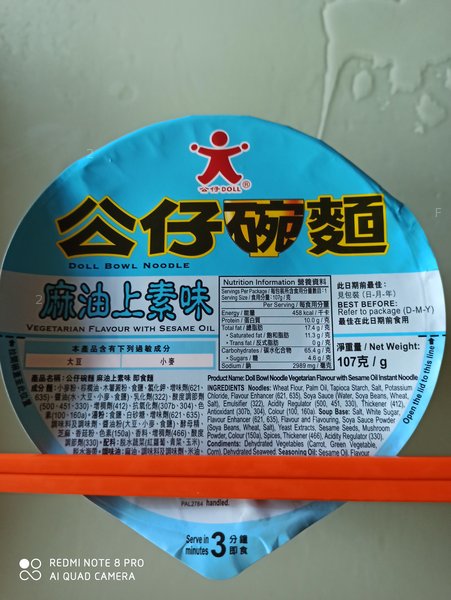 公仔DOLL®
公仔碗麵
DOLL BOWL NOODLE
麻油上素味
VEGETARIAN FLAVOUR WITH SESAME OIL
本產品含有下列過敏成分
大豆 小麥
Nutrition Information 營養資料
Servings Per Package / 每包裝所含食用分量數目: 1
Serving Size / 食用分量: 107g / 克
Per Serving / 每食用分量
Energy / 能量 458 kcal / 千卡
Protein / 蛋白質 10.0 g / 克
Total fat / 總脂肪 17.4 g / 克
• Saturated fat / 飽和脂肪 11.3 g / 克
• Trans fat / 反式脂肪 0 g / 克
Carbohydrates / 碳水化合物 65.4 g / 克
• Sugars / 糖 4.6 g / 克
Sodium / 鈉 2989 mg / 毫克
此日期前最佳:
見包裝 (日-月-年)
BEST BEFORE:
Refer to package (D-M-Y)
最佳在此日期前食用
淨重量 / Net Weight:
107克 / g
Open the lid to this line
產品名稱: 公仔碗麵 麻油上素味 即食麵
Product Name: Doll Bowl Noodle Vegetarian Flavour with Sesame Oil Instant Noodle
INGREDIENTS Noodles: Wheat Flour, Palm Oil, Tapioca Starch, Salt, Potassium
Chloride, Flavour Enhancer (621, 635), Soya Sauce (Water, Soya Beans, Wheat,
Salt), Emulsifier (322), Acidity Regulator (500, 451, 330), Thickener (412),
Antioxidant (307b, 304), Colour (100, 160a). Soup Base: Salt, White Sugar,
Flavour Enhancer (621, 635), Flavour and Flavouring, Soya Sauce Powder
(Soya Beans, Wheat, Salt), Yeast Extracts, Sesame Seeds, Mushroom
Powder, Colour (150a), Spices, Thickener (466), Acidity Regulator (330).
Condiment: Dehydrated Vegetables (Carrot, Green Vegetable,
Corn), Dehydrated Seaweed. Seasoning Oil: Sesame Oil, Flavour
PAL2784 handled.
Serve in 3 分鐘
minutes 即食
REDMI NOTE 8 PRO
AI QUAD CAMERA